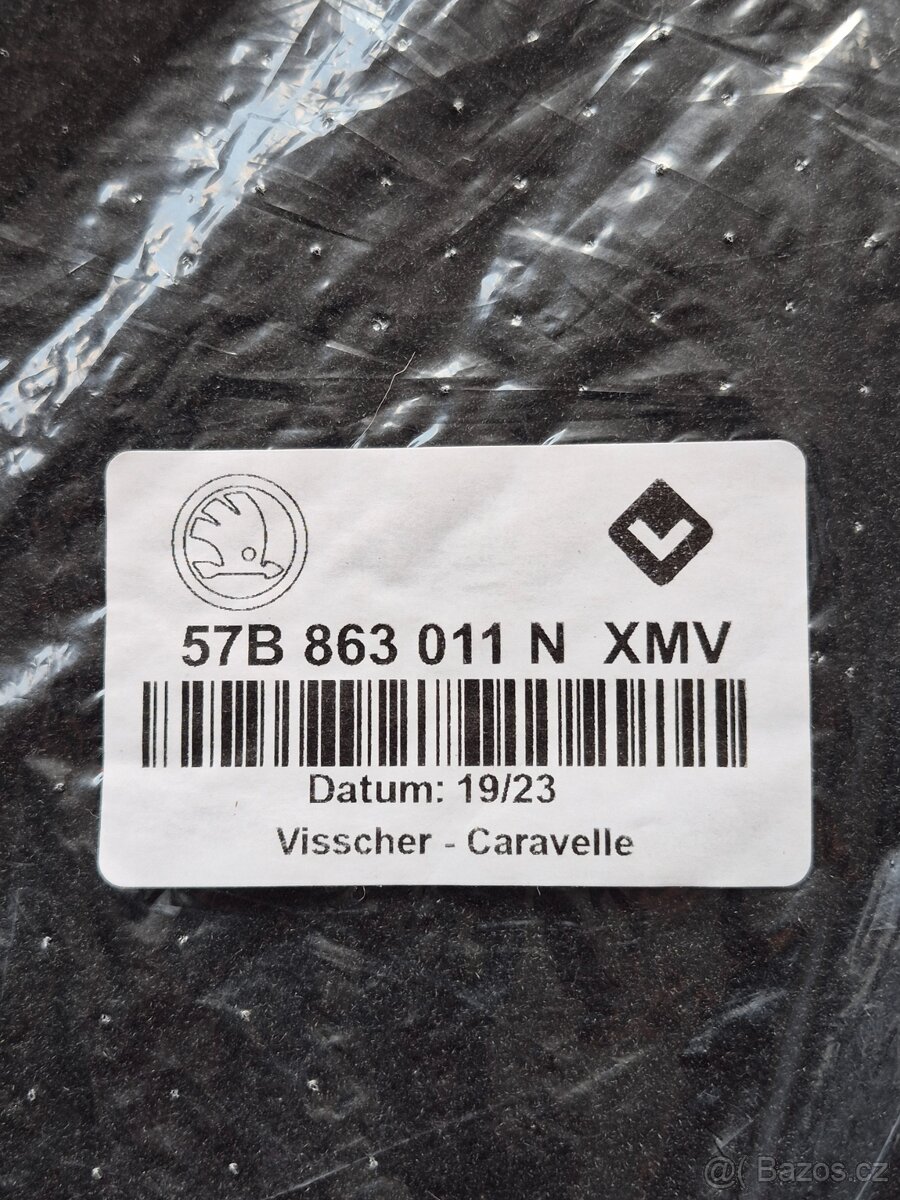 57B 863 011 N XMV
Datum: 19/23
Visscher - Caravelle
@( Bazos.cz